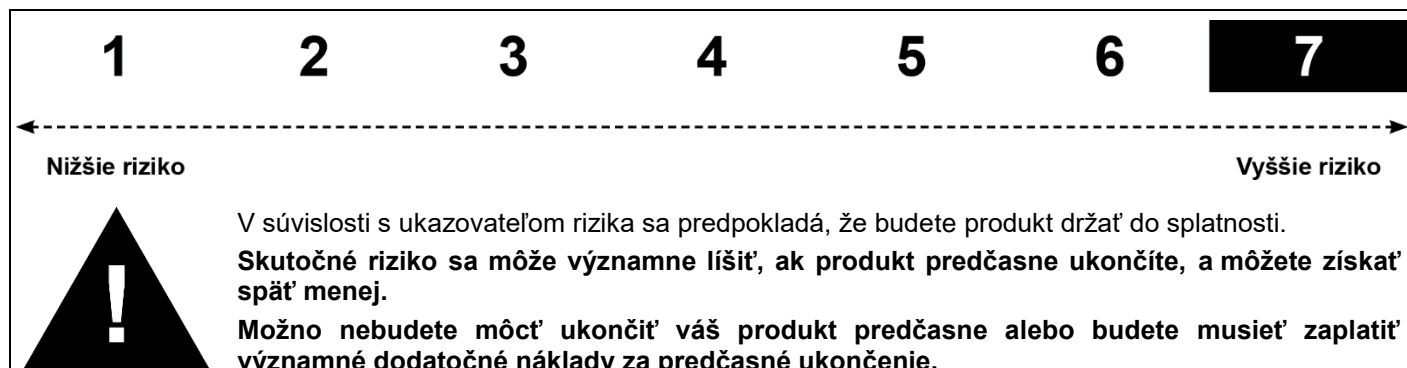 1 2 3 4 5 6 7
Nižšie riziko Vyššie riziko
V súvislosti s ukazovateľom rizika sa predpokladá, že budete produkt držať do splatnosti.
Skutočné riziko sa môže významne líšiť, ak produkt predčasne ukončíte, a môžete získať
späť menej.
!
Možno nebudete môcť ukončiť váš produkt predčasne alebo budete musieť zaplatiť
významné dodatočné náklady za predčasné ukončenie.